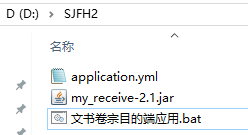 D (D:) › SJFH2
名称
application.yml
my_receive-2.1.jar
文书卷宗目的端应用.bat